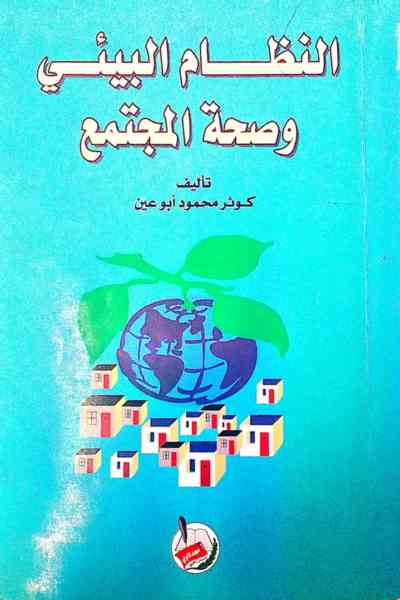 النظام البيئي
وصحة المجتمع
تأليف
كوثر محمود أبو عين